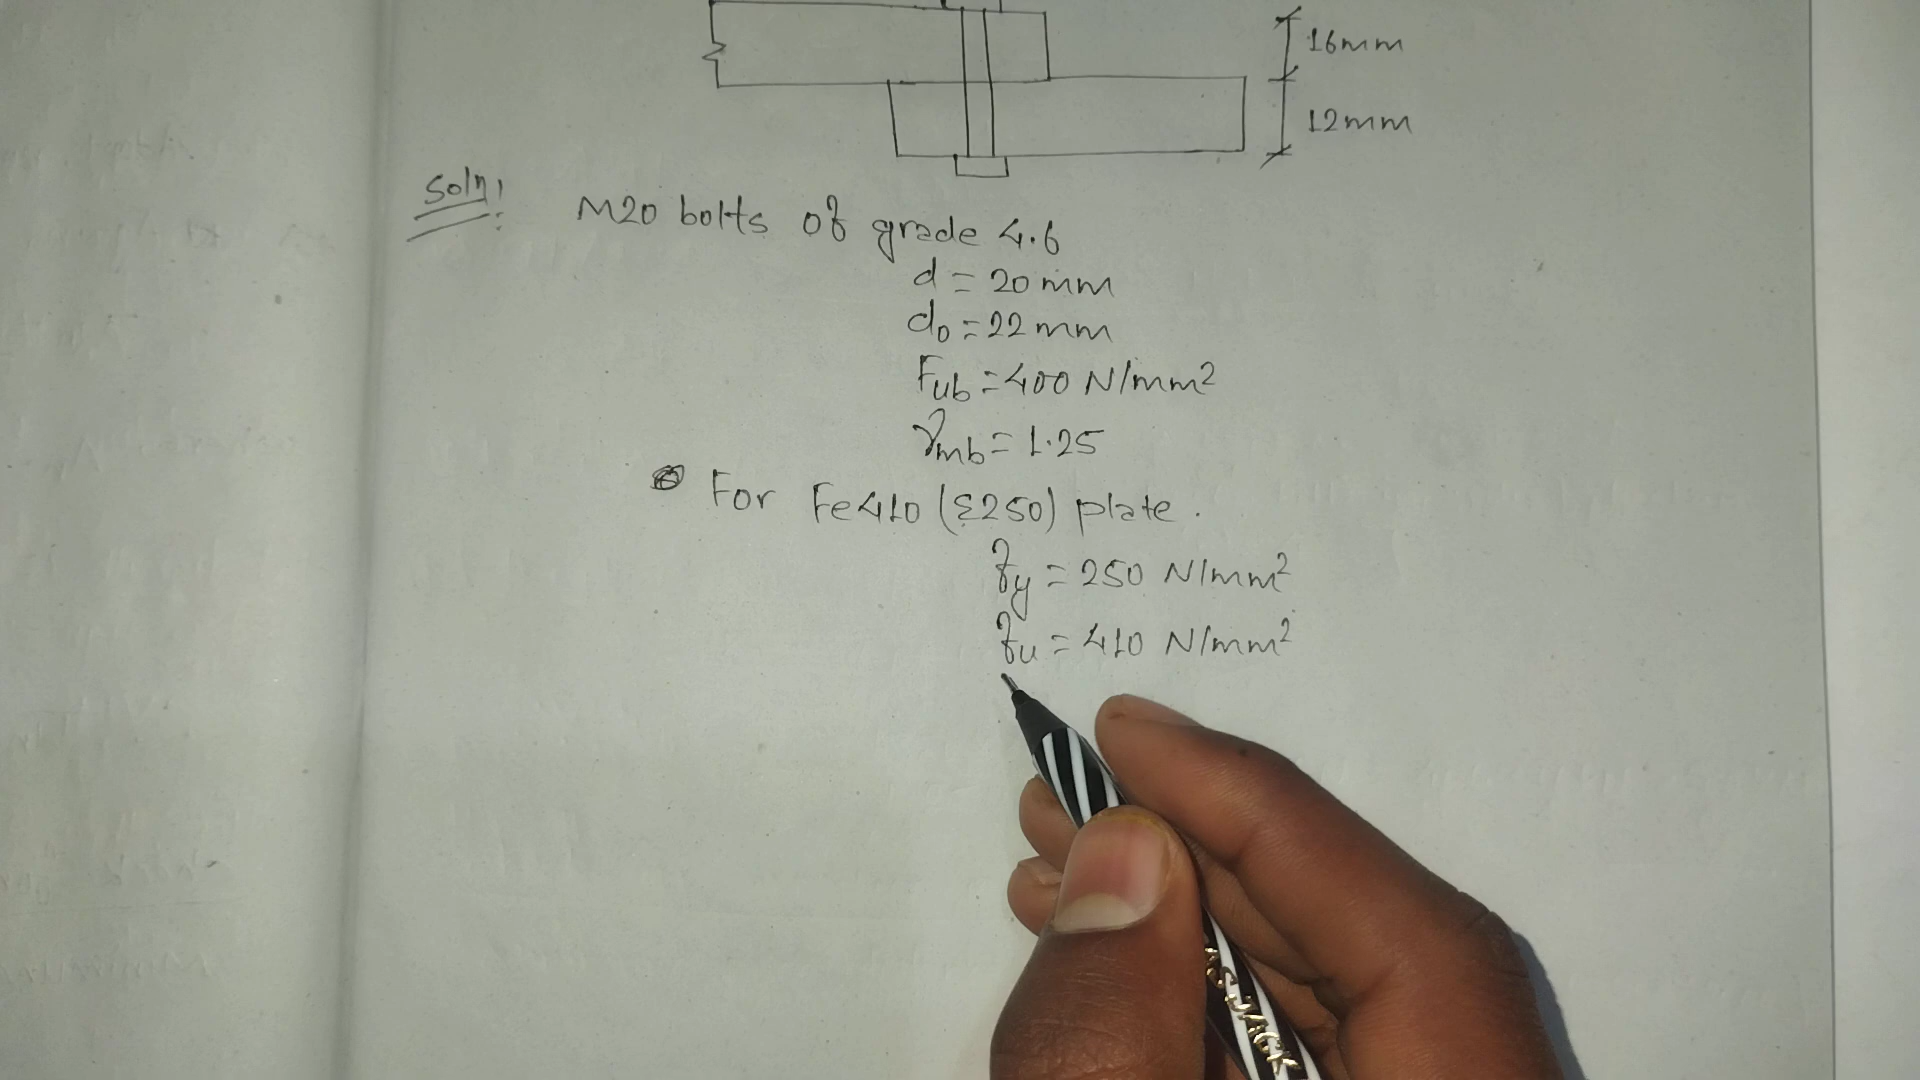 16mm
12mm
Soln:
M20 bolts of grade 4.6
d = 20 mm
do = 22 mm
Fub = 400 N/mm²
γmb = 1.25
For Fe410 (E250) plate.
fy = 250 N/mm²
fu = 410 N/mm²